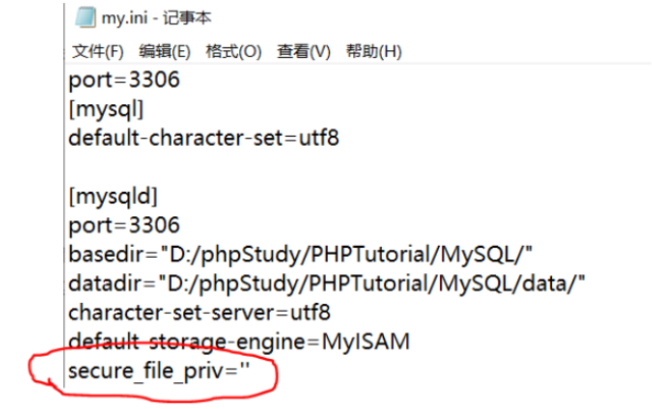 my.ini - 记事本
文件(F) 编辑(E) 格式(O) 查看(V) 帮助(H)
port=3306
[mysql]
default-character-set=utf8
[mysqld]
port=3306
basedir="D:/phpStudy/PHPTutorial/MySQL/"
datadir="D:/phpStudy/PHPTutorial/MySQL/data/"
character-set-server=utf8
default-storage-engine=MyISAM
secure_file_priv=''